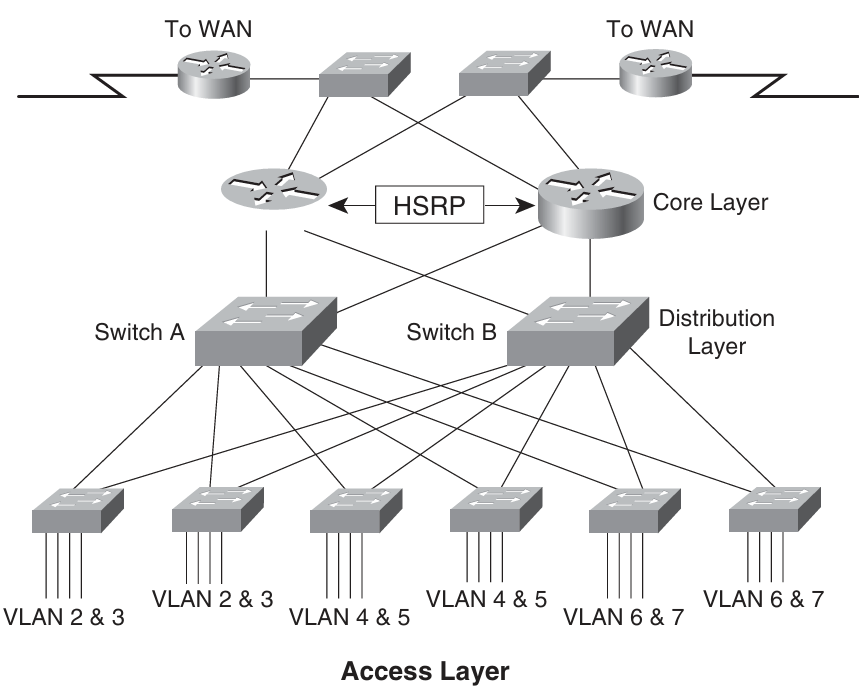 To WAN
To WAN
HSRP
Core Layer
Switch A
Switch B
Distribution
Layer
VLAN 2 & 3
VLAN 2 & 3
VLAN 4 & 5
VLAN 4 & 5
VLAN 6 & 7
VLAN 6 & 7
Access Layer